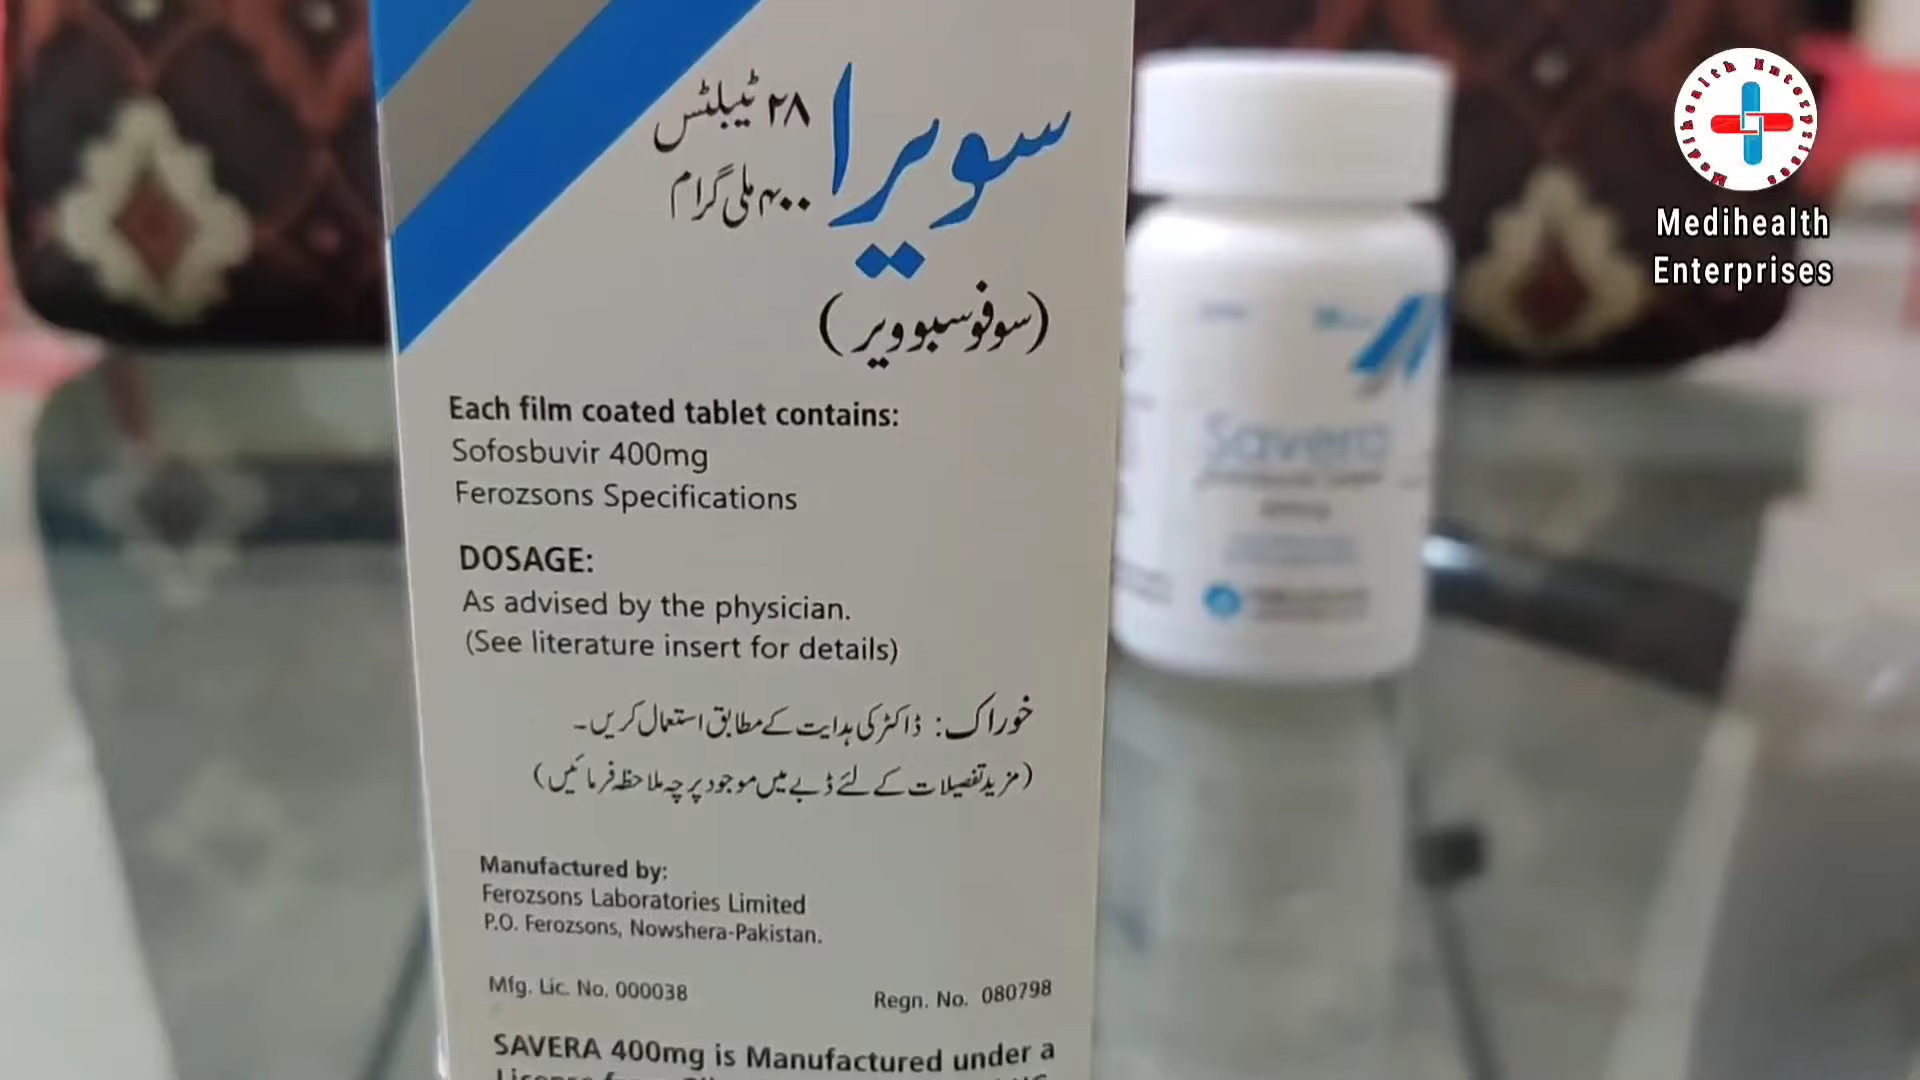 ۲۸ ٹیبلٹس
سویرا
۴۰۰ ملی گرام
(سوفوسبوویر)
Each film coated tablet contains:
Sofosbuvir 400mg
Ferozsons Specifications
DOSAGE:
As advised by the physician.
(See literature insert for details)
خوراک: ڈاکٹر کی ہدایت کے مطابق استعمال کریں۔
(مزید تفصیلات کے لئے ڈبے میں موجود پرچہ ملاحظہ فرمائیں)
Manufactured by:
Ferozsons Laboratories Limited
P.O. Ferozsons, Nowshera-Pakistan.
Mfg. Lic. No. 000038
Regn. No. 080798
SAVERA 400mg is Manufactured under a
Savera
Medihealth Enterprises
Medihealth
Enterprises